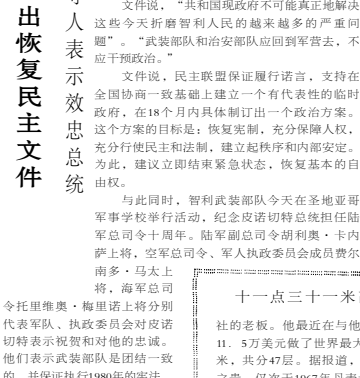 出恢复民主文件
人表示效忠总统
文件说，“共和国现政府不可能真正地解决
这些今天折磨智利人民的越来越多的严重问
题”。“武装部队和治安部队应回到军营去，不
应干预政治。”
文件说，民主联盟保证履行诺言，支持在
全国协商一致基础上建立一个有代表性的临时
政府，在18个月内具体制订出一个政治方案。
这个方案的目标是：恢复宪制，充分保障人权，
充分行使民主和法制，建立起秩序和内部安定。
为此，建议立即结束紧急状态，恢复基本的自
由权。
与此同时，智利武装部队今天在圣地亚哥
军事学校举行活动，纪念皮诺切特总统担任陆
军总司令十周年。陆军副总司令胡利奥·卡内
萨上将，空军总司令、军人执政委员会成员费尔
南多·马太上
将，海军总司
令托里维奥·梅里诺上将分别
代表军队、执政委员会对皮诺
切特表示祝贺和对他的忠诚。
他们表示武装部队是团结一致
的，并保证执行1980年的宪法。
十一点三十一米
社的老板。他最近在与他
11．5万美元做了世界最大
米，共分47层。据报道，